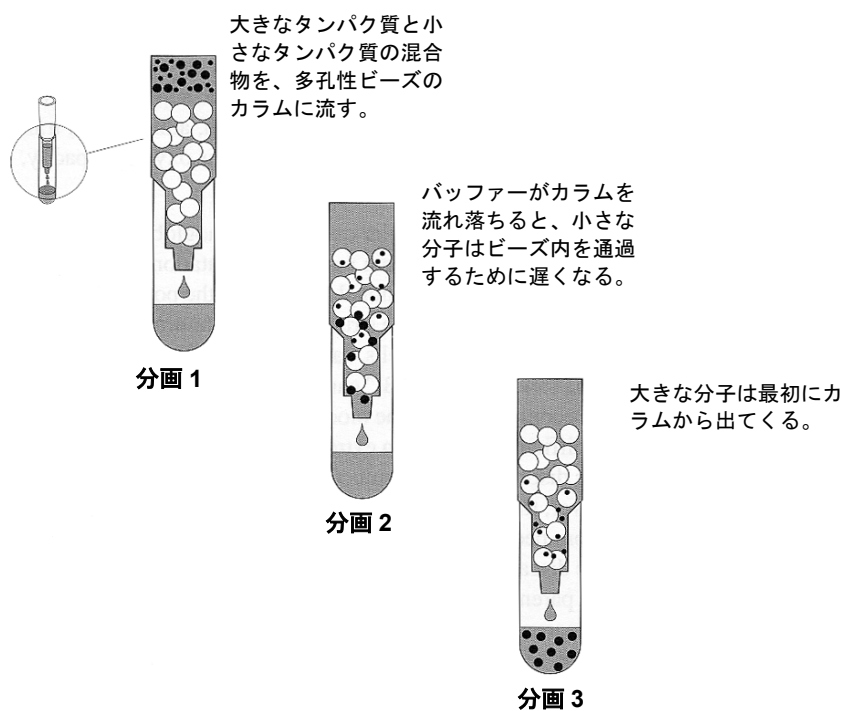 大きなタンパク質と小
さなタンパク質の混合
物を、多孔性ビーズの
カラムに流す。
分画 1
バッファーがカラムを
流れ落ちると、小さな
分子はビーズ内を通過
するために遅くなる。
分画 2
大きな分子は最初にカ
ラムから出てくる。
分画 3